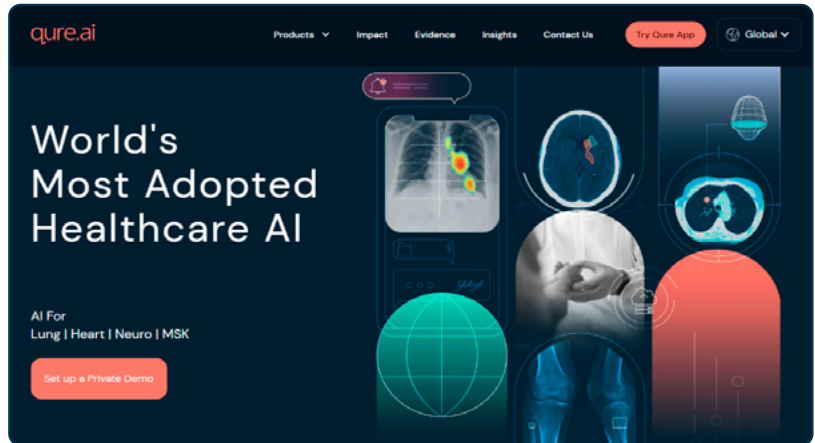 qure.ai
Products Impact Evidence Insights Contact Us Try Qure App Global
World's
Most Adopted
Healthcare AI
AI For
Lung | Heart | Neuro | MSK
Set up a Private Demo